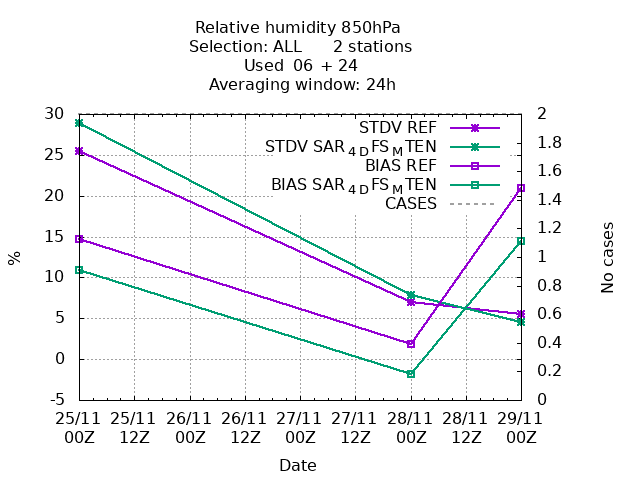 Relative humidity 850hPa
Selection: ALL      2 stations
Used  06 + 24
Averaging window: 24h
30
25
20
15
10
5
0
-5
%
2
1.8
1.6
1.4
1.2
1
0.8
0.6
0.4
0.2
0
No cases
STDV REF
STDV SAR4DFSMTEN
BIAS REF
BIAS SAR4DFSMTEN
CASES
25/11 25/11 26/11 26/11 27/11 27/11 28/11 28/11 29/11
00Z 12Z 00Z 12Z 00Z 12Z 00Z 12Z 00Z
Date